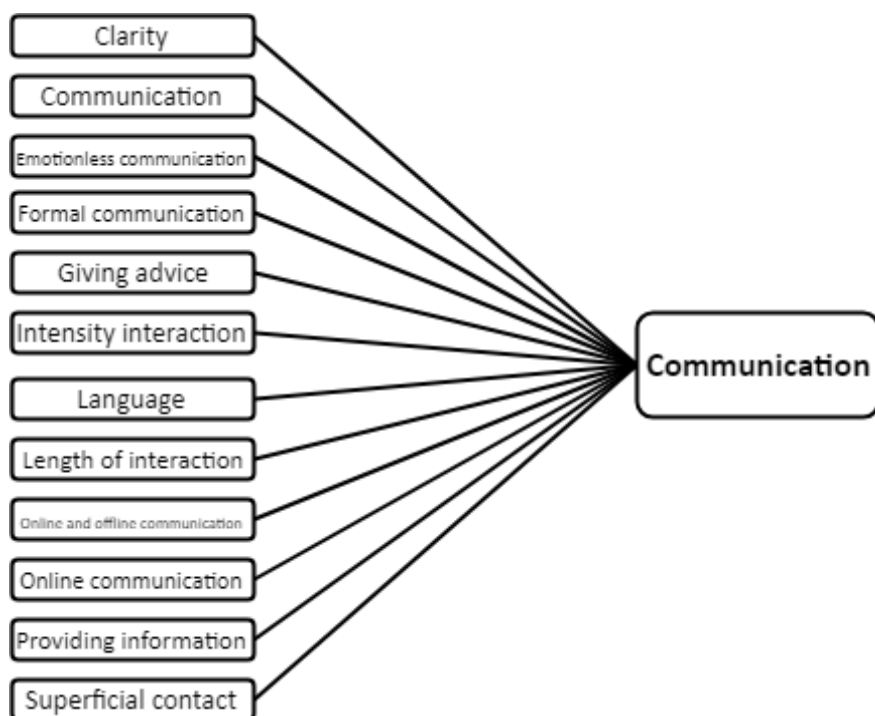 Clarity
Communication
Emotionless communication
Formal communication
Giving advice
Intensity interaction
Language
Length of interaction
Online and offline communication
Online communication
Providing information
Superficial contact
Communication